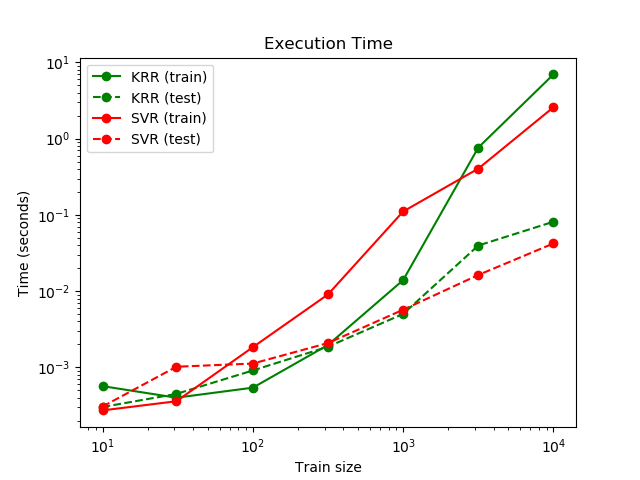 Execution Time
KRR (train)
KRR (test)
SVR (train)
SVR (test)
Time (seconds)
10¹
10⁰
10⁻¹
10⁻²
10⁻³
10¹ 10² 10³ 10⁴
Train size